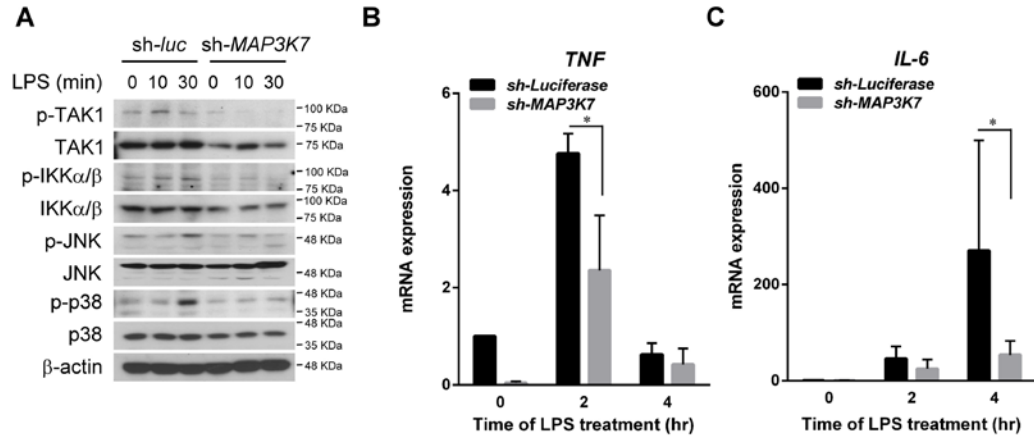 A
sh-luc sh-MAP3K7
LPS (min) 0 10 30 0 10 30
p-TAK1
100 KDa
75 KDa
TAK1
75 KDa
p-IKKα/β
100 KDa
75 KDa
IKKα/β
100 KDa
75 KDa
p-JNK
48 KDa
JNK
48 KDa
p-p38
48 KDa
35 KDa
p38
48 KDa
35 KDa
β-actin
48 KDa
B
TNF
sh-Luciferase
sh-MAP3K7
*
mRNA expression
6
4
2
0
0 2 4
Time of LPS treatment (hr)
C
IL-6
sh-Luciferase
sh-MAP3K7
*
mRNA expression
600
400
200
0
0 2 4
Time of LPS treatment (hr)